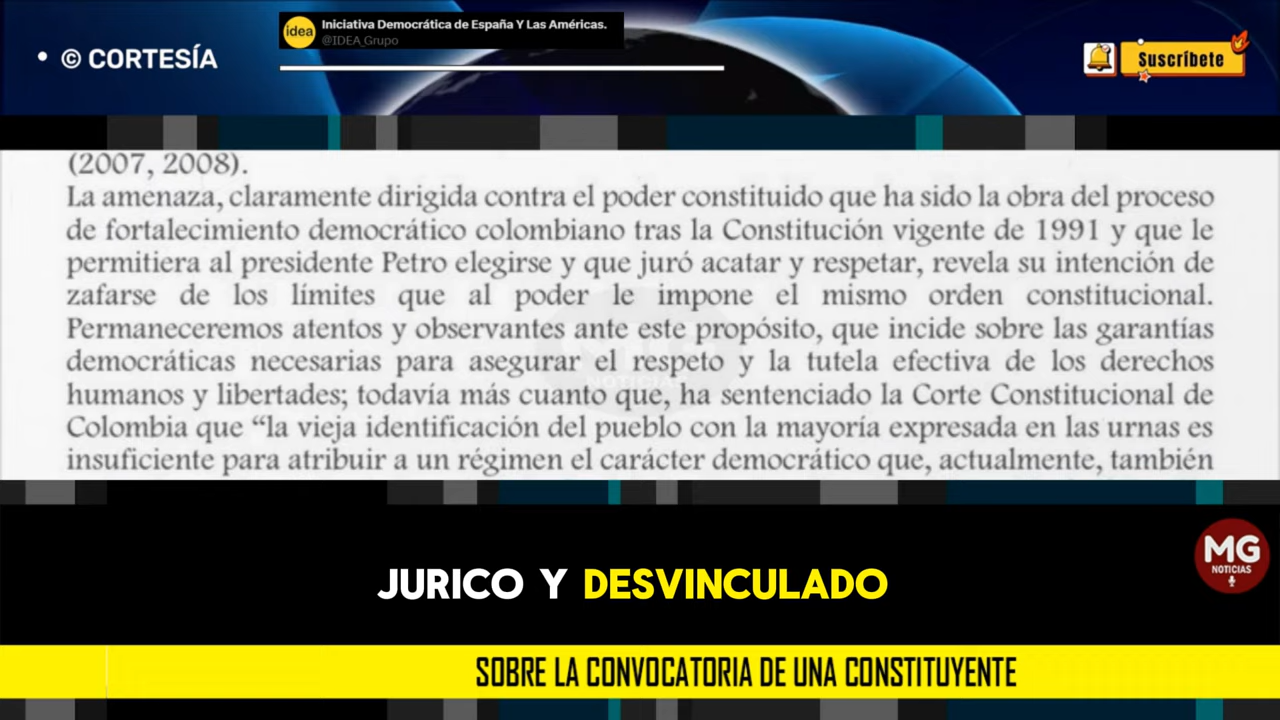 • © CORTESÍA
idea
Iniciativa Democrática de España Y Las Américas.
@IDEA_Grupo
Suscríbete
(2007, 2008).
La amenaza, claramente dirigida contra el poder constituido que ha sido la obra del proceso
de fortalecimiento democrático colombiano tras la Constitución vigente de 1991 y que le
permitiera al presidente Petro elegirse y que juró acatar y respetar, revela su intención de
zafarse de los límites que al poder le impone el mismo orden constitucional.
Permaneceremos atentos y observantes ante este propósito, que incide sobre las garantías
democráticas necesarias para asegurar el respeto y la tutela efectiva de los derechos
humanos y libertades; todavía más cuanto que, ha sentenciado la Corte Constitucional de
Colombia que “la vieja identificación del pueblo con la mayoría expresada en las urnas es
insuficiente para atribuir a un régimen el carácter democrático que, actualmente, también
JURICO Y DESVINCULADO
MG
NOTICIAS
SOBRE LA CONVOCATORIA DE UNA CONSTITUYENTE